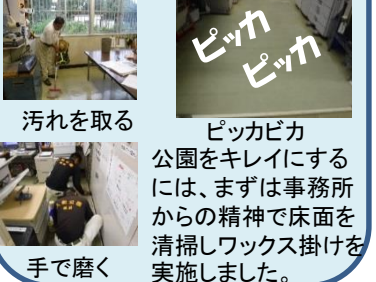 汚れを取る
ピッカ
ピッカ
ピッカビカ
手で磨く
公園をキレイにする
には、まずは事務所
からの精神で床面を
清掃しワックス掛けを
実施しました。